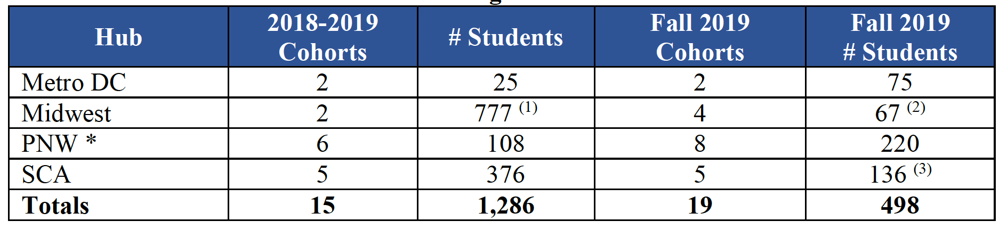 Hub 2018-2019 Cohorts # Students Fall 2019 Cohorts Fall 2019 # Students
Metro DC 2 25 2 75
Midwest 2 777 (1) 4 67 (2)
PNW * 6 108 8 220
SCA 5 376 5 136 (3)
Totals 15 1,286 19 498